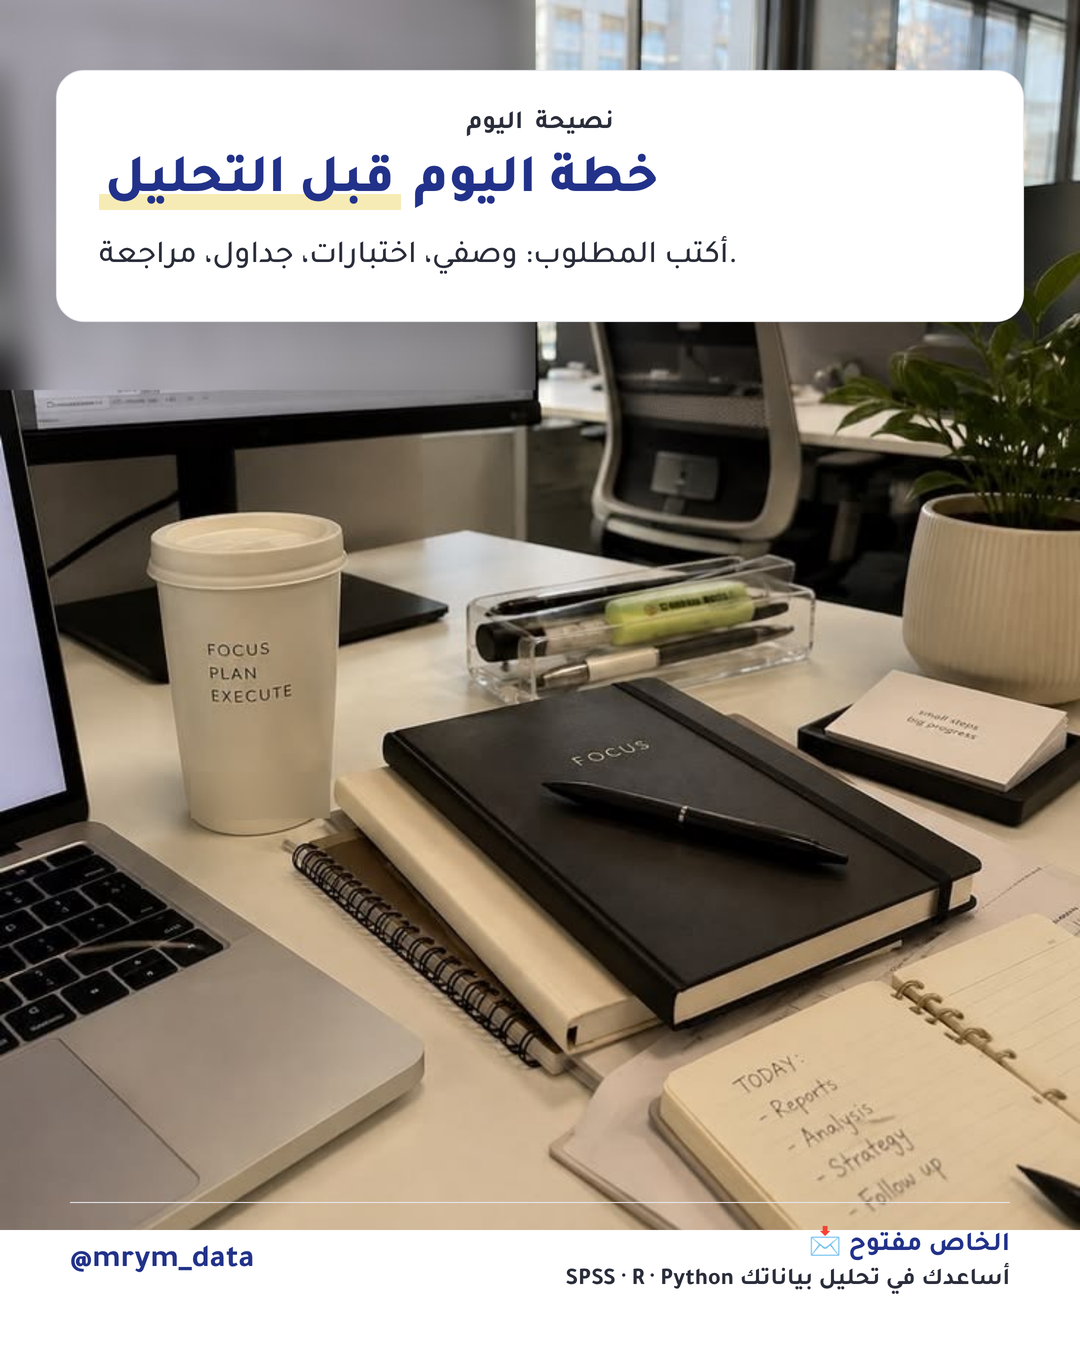 نصيحة اليوم
خطة اليوم قبل التحليل
أكتب المطلوب: وصفي، اختبارات، جداول، مراجعة.
FOCUS
PLAN
EXECUTE
FOCUS
small steps
big progress
TODAY:
- Reports
- Analysis
- Strategy
- Follow up
الخاص مفتوح 📩
أساعدك في تحليل بياناتك SPSS · R · Python
@mrym_data